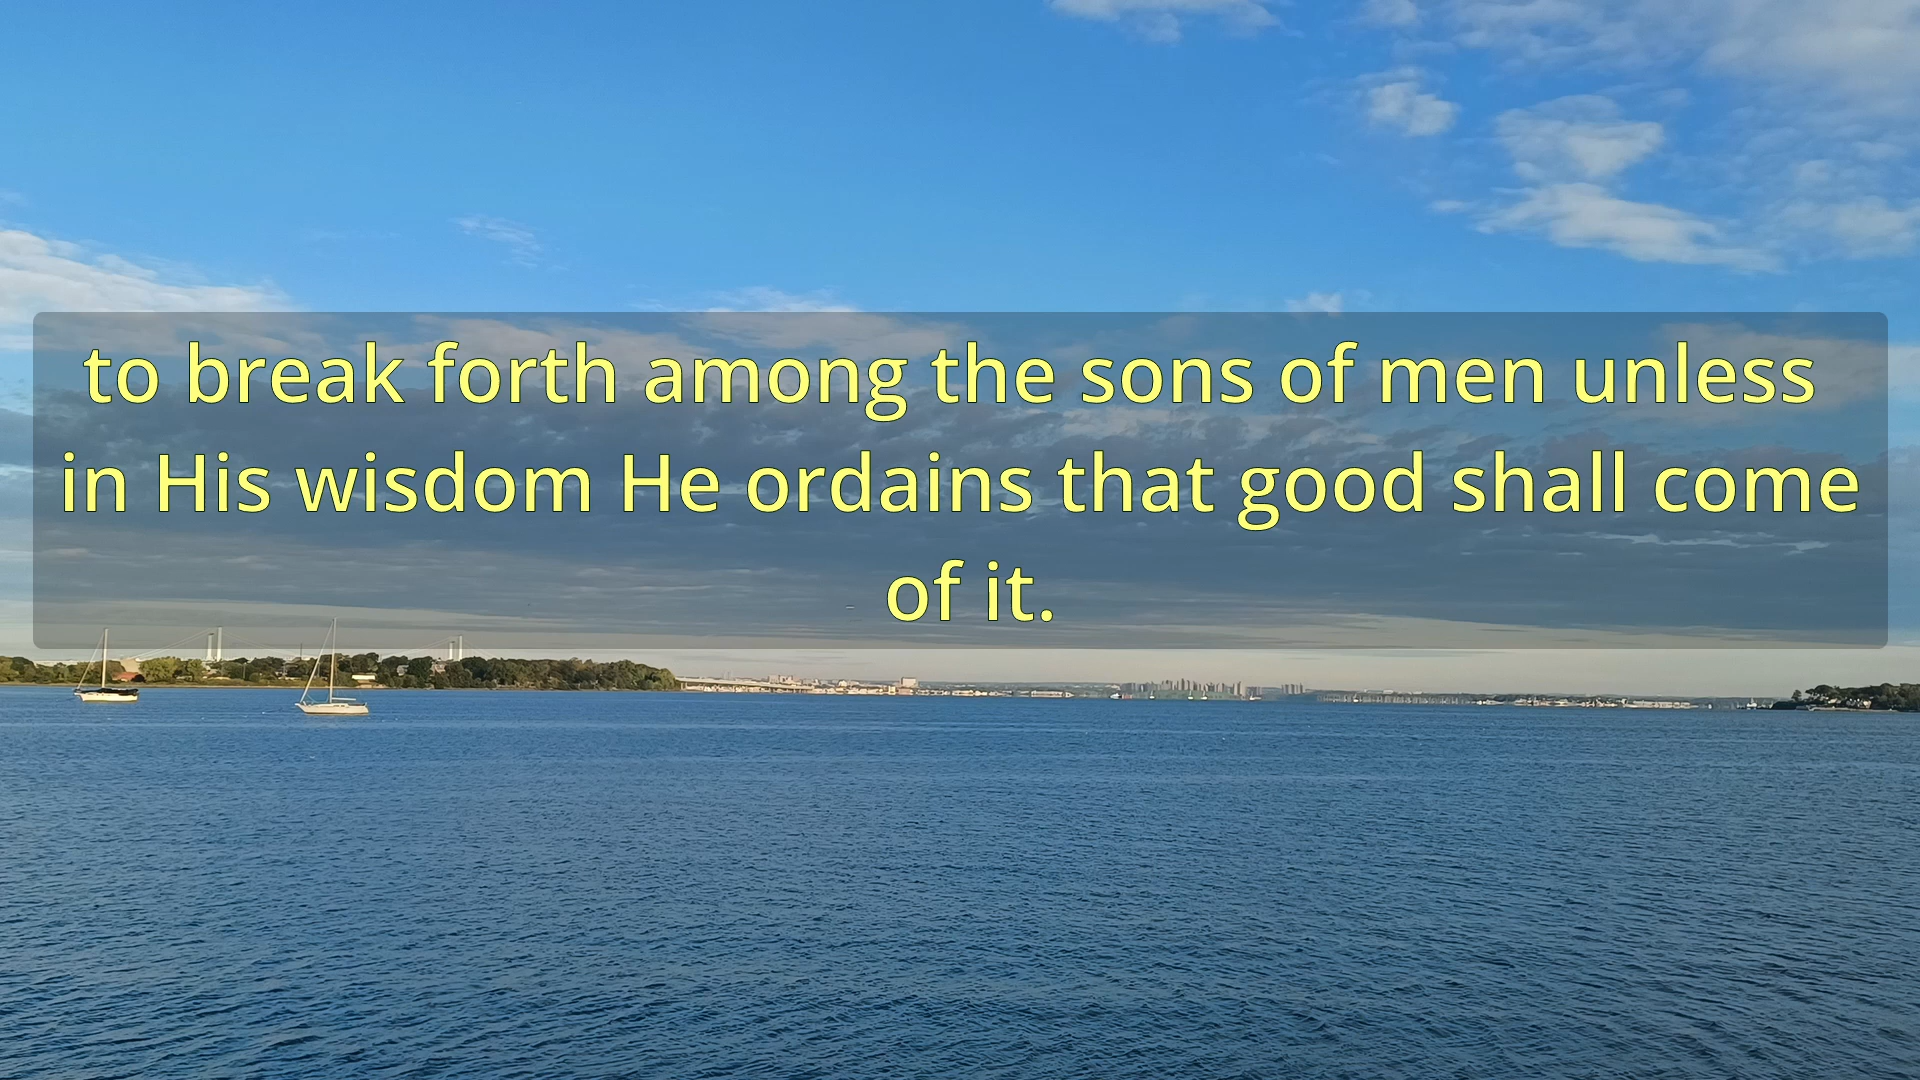 to break forth among the sons of men unless
in His wisdom He ordains that good shall come
of it.